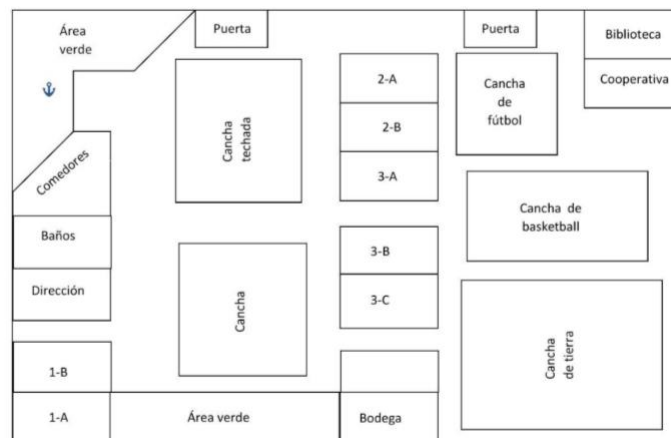 Área
verde
Puerta
Puerta
Biblioteca
Cooperativa
2-A
2-B
3-A
Cancha
de
fútbol
Cancha
techada
Comedores
Baños
Dirección
Cancha de
basketball
3-B
3-C
Cancha
Cancha
de tierra
1-B
1-A
Área verde
Bodega